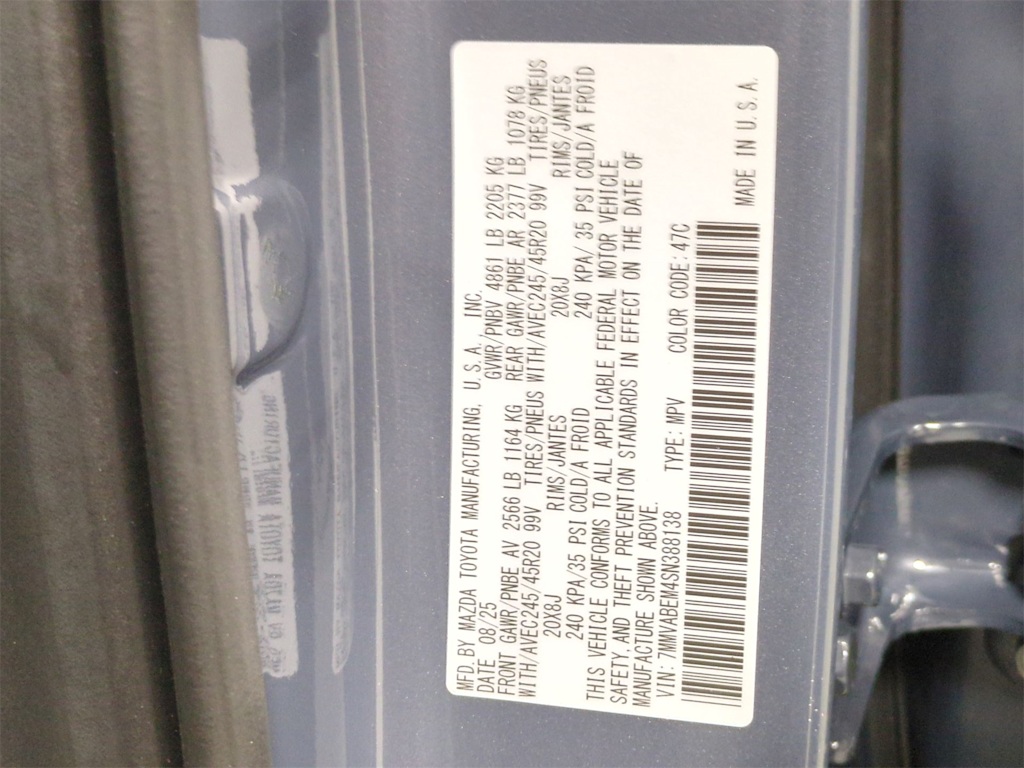 MFD.BY MAZDA TOYOTA MANUFACTURING, U.S.A., INC.
DATE 08/25 GVWR/PNBV 4861 LB 2205 KG
FRONT GAWR/PNBE AV 2566 LB 1164 KG REAR GAWR/PNBE AR 2377 LB 1078 KG
WITH/AVEC245/45R20 99V TIRES/PNEUS WITH/AVEC245/45R20 99V TIRES/PNEUS
20X8J RIMS/JANTES 20X8J RIMS/JANTES
240 KPA/35 PSI COLD/A FROID 240 KPA/ 35 PSI COLD/A FROID
THIS VEHICLE CONFORMS TO ALL APPLICABLE FEDERAL MOTOR VEHICLE
SAFETY, AND THEFT PREVENTION STANDARDS IN EFFECT ON THE DATE OF
MANUFACTURE SHOWN ABOVE.
VIN: 7MMVABEM4SN388138 TYPE: MPV COLOR CODE: 47C
MADE IN U.S.A.